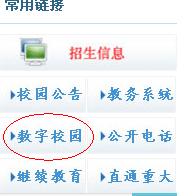 常用链接
招生信息
校园公告 教务系统
数字校园 公开电话
继续教育 直通重大